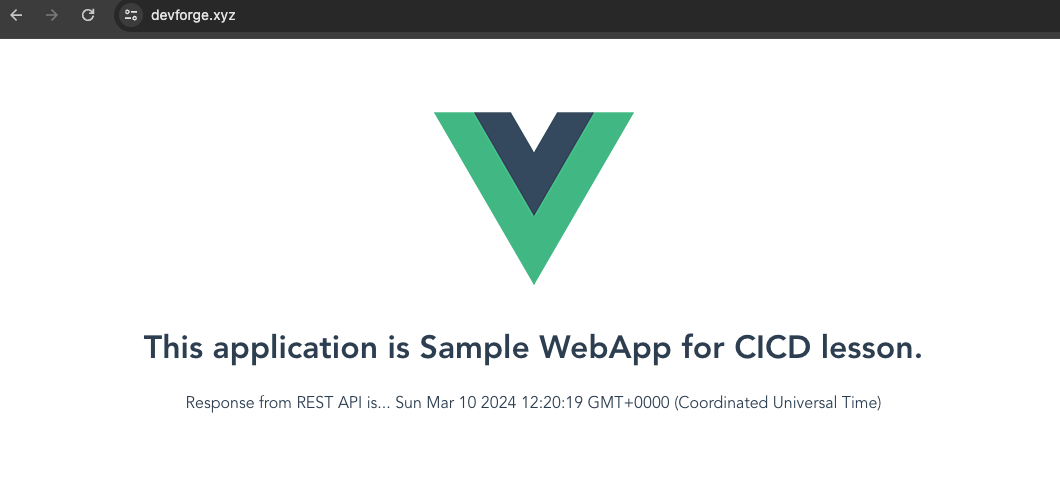 devforge.xyz
This application is Sample WebApp for CICD lesson.
Response from REST API is... Sun Mar 10 2024 12:20:19 GMT+0000 (Coordinated Universal Time)